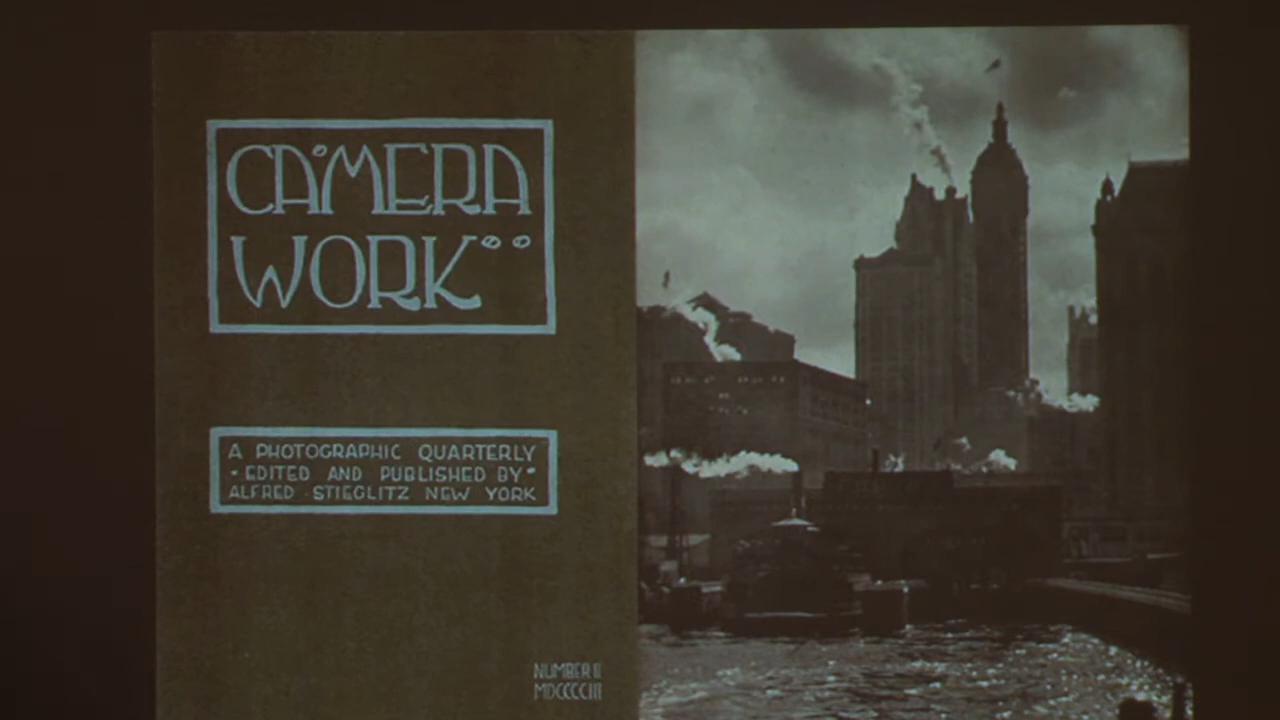 CAMERA
WORK
A PHOTOGRAPHIC QUARTERLY
EDITED AND PUBLISHED BY
ALFRED STIEGLITZ NEW YORK
NUMBER II
MDCCCCIII